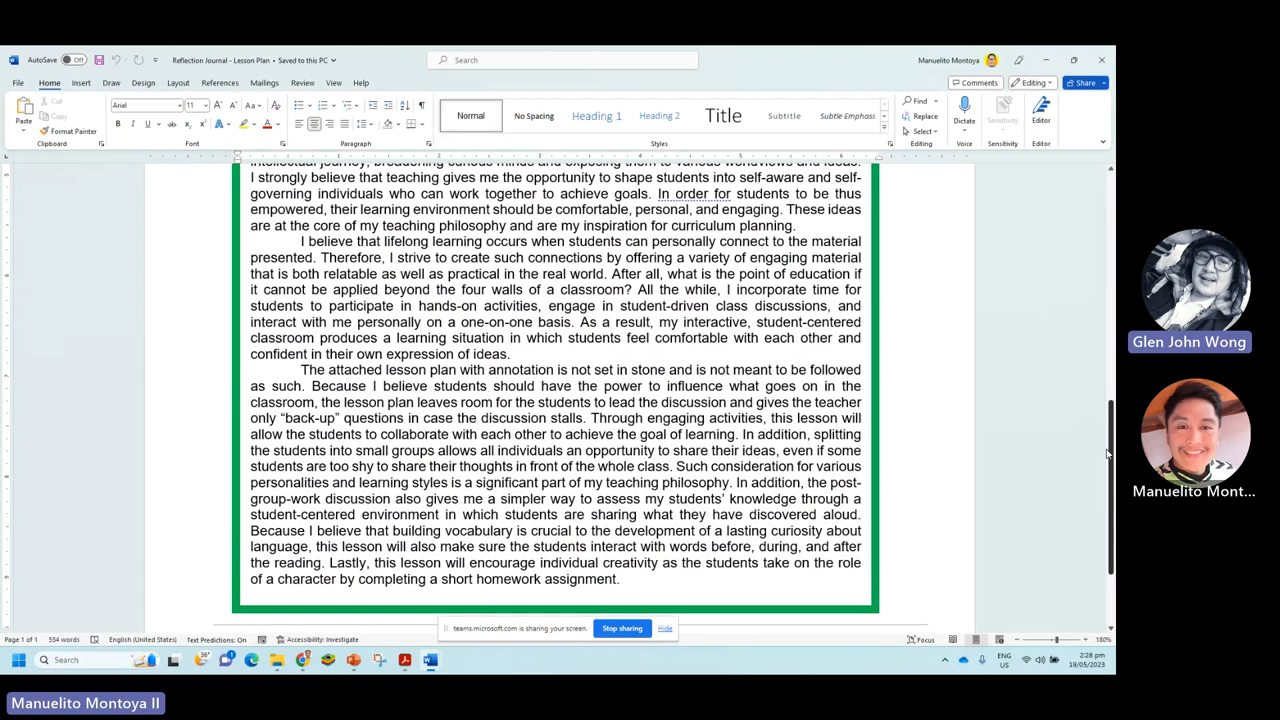 AutoSave Off Reflection Journal - Lesson Plan • Saved to this PC Search Manuelito Montoya
File Home Insert Draw Design Layout References Mailings Review View Help Comments Editing Share
Paste Cut Copy Format Painter Arial 11 Normal No Spacing Heading 1 Heading 2 Title Subtitle Subtle Emphasis Find Replace Select Dictate Sensitivity Editor
Clipboard Font Paragraph Styles Editing Voice Sensitivity Editor
intellectual journey, broadening curious minds and exposing them to various worldviews and ideas.
I strongly believe that teaching gives me the opportunity to shape students into self-aware and self-
governing individuals who can work together to achieve goals. In order for students to be thus
empowered, their learning environment should be comfortable, personal, and engaging. These ideas
are at the core of my teaching philosophy and are my inspiration for curriculum planning.
I believe that lifelong learning occurs when students can personally connect to the material
presented. Therefore, I strive to create such connections by offering a variety of engaging material
that is both relatable as well as practical in the real world. After all, what is the point of education if
it cannot be applied beyond the four walls of a classroom? All the while, I incorporate time for
students to participate in hands-on activities, engage in student-driven class discussions, and
interact with me personally on a one-on-one basis. As a result, my interactive, student-centered
classroom produces a learning situation in which students feel comfortable with each other and
confident in their own expression of ideas.
The attached lesson plan with annotation is not set in stone and is not meant to be followed
as such. Because I believe students should have the power to influence what goes on in the
classroom, the lesson plan leaves room for the students to lead the discussion and gives the teacher
only “back-up” questions in case the discussion stalls. Through engaging activities, this lesson will
allow the students to collaborate with each other to achieve the goal of learning. In addition, splitting
the students into small groups allows all individuals an opportunity to share their ideas, even if some
students are too shy to share their thoughts in front of the whole class. Such consideration for various
personalities and learning styles is a significant part of my teaching philosophy. In addition, the post-
group-work discussion also gives me a simpler way to assess my students’ knowledge through a
student-centered environment in which students are sharing what they have discovered aloud.
Because I believe that building vocabulary is crucial to the development of a lasting curiosity about
language, this lesson will also make sure the students interact with words before, during, and after
the reading. Lastly, this lesson will encourage individual creativity as the students take on the role
of a character by completing a short homework assignment.
teams.microsoft.com is sharing your screen. Stop sharing Hide
Page 1 of 1 554 words English (United States) Text Predictions: On Accessibility: Investigate Focus 180%
Search 36° ENG US 2:28 pm 19/05/2023
Glen John Wong
Manuelito Mont...
Manuelito Montoya II